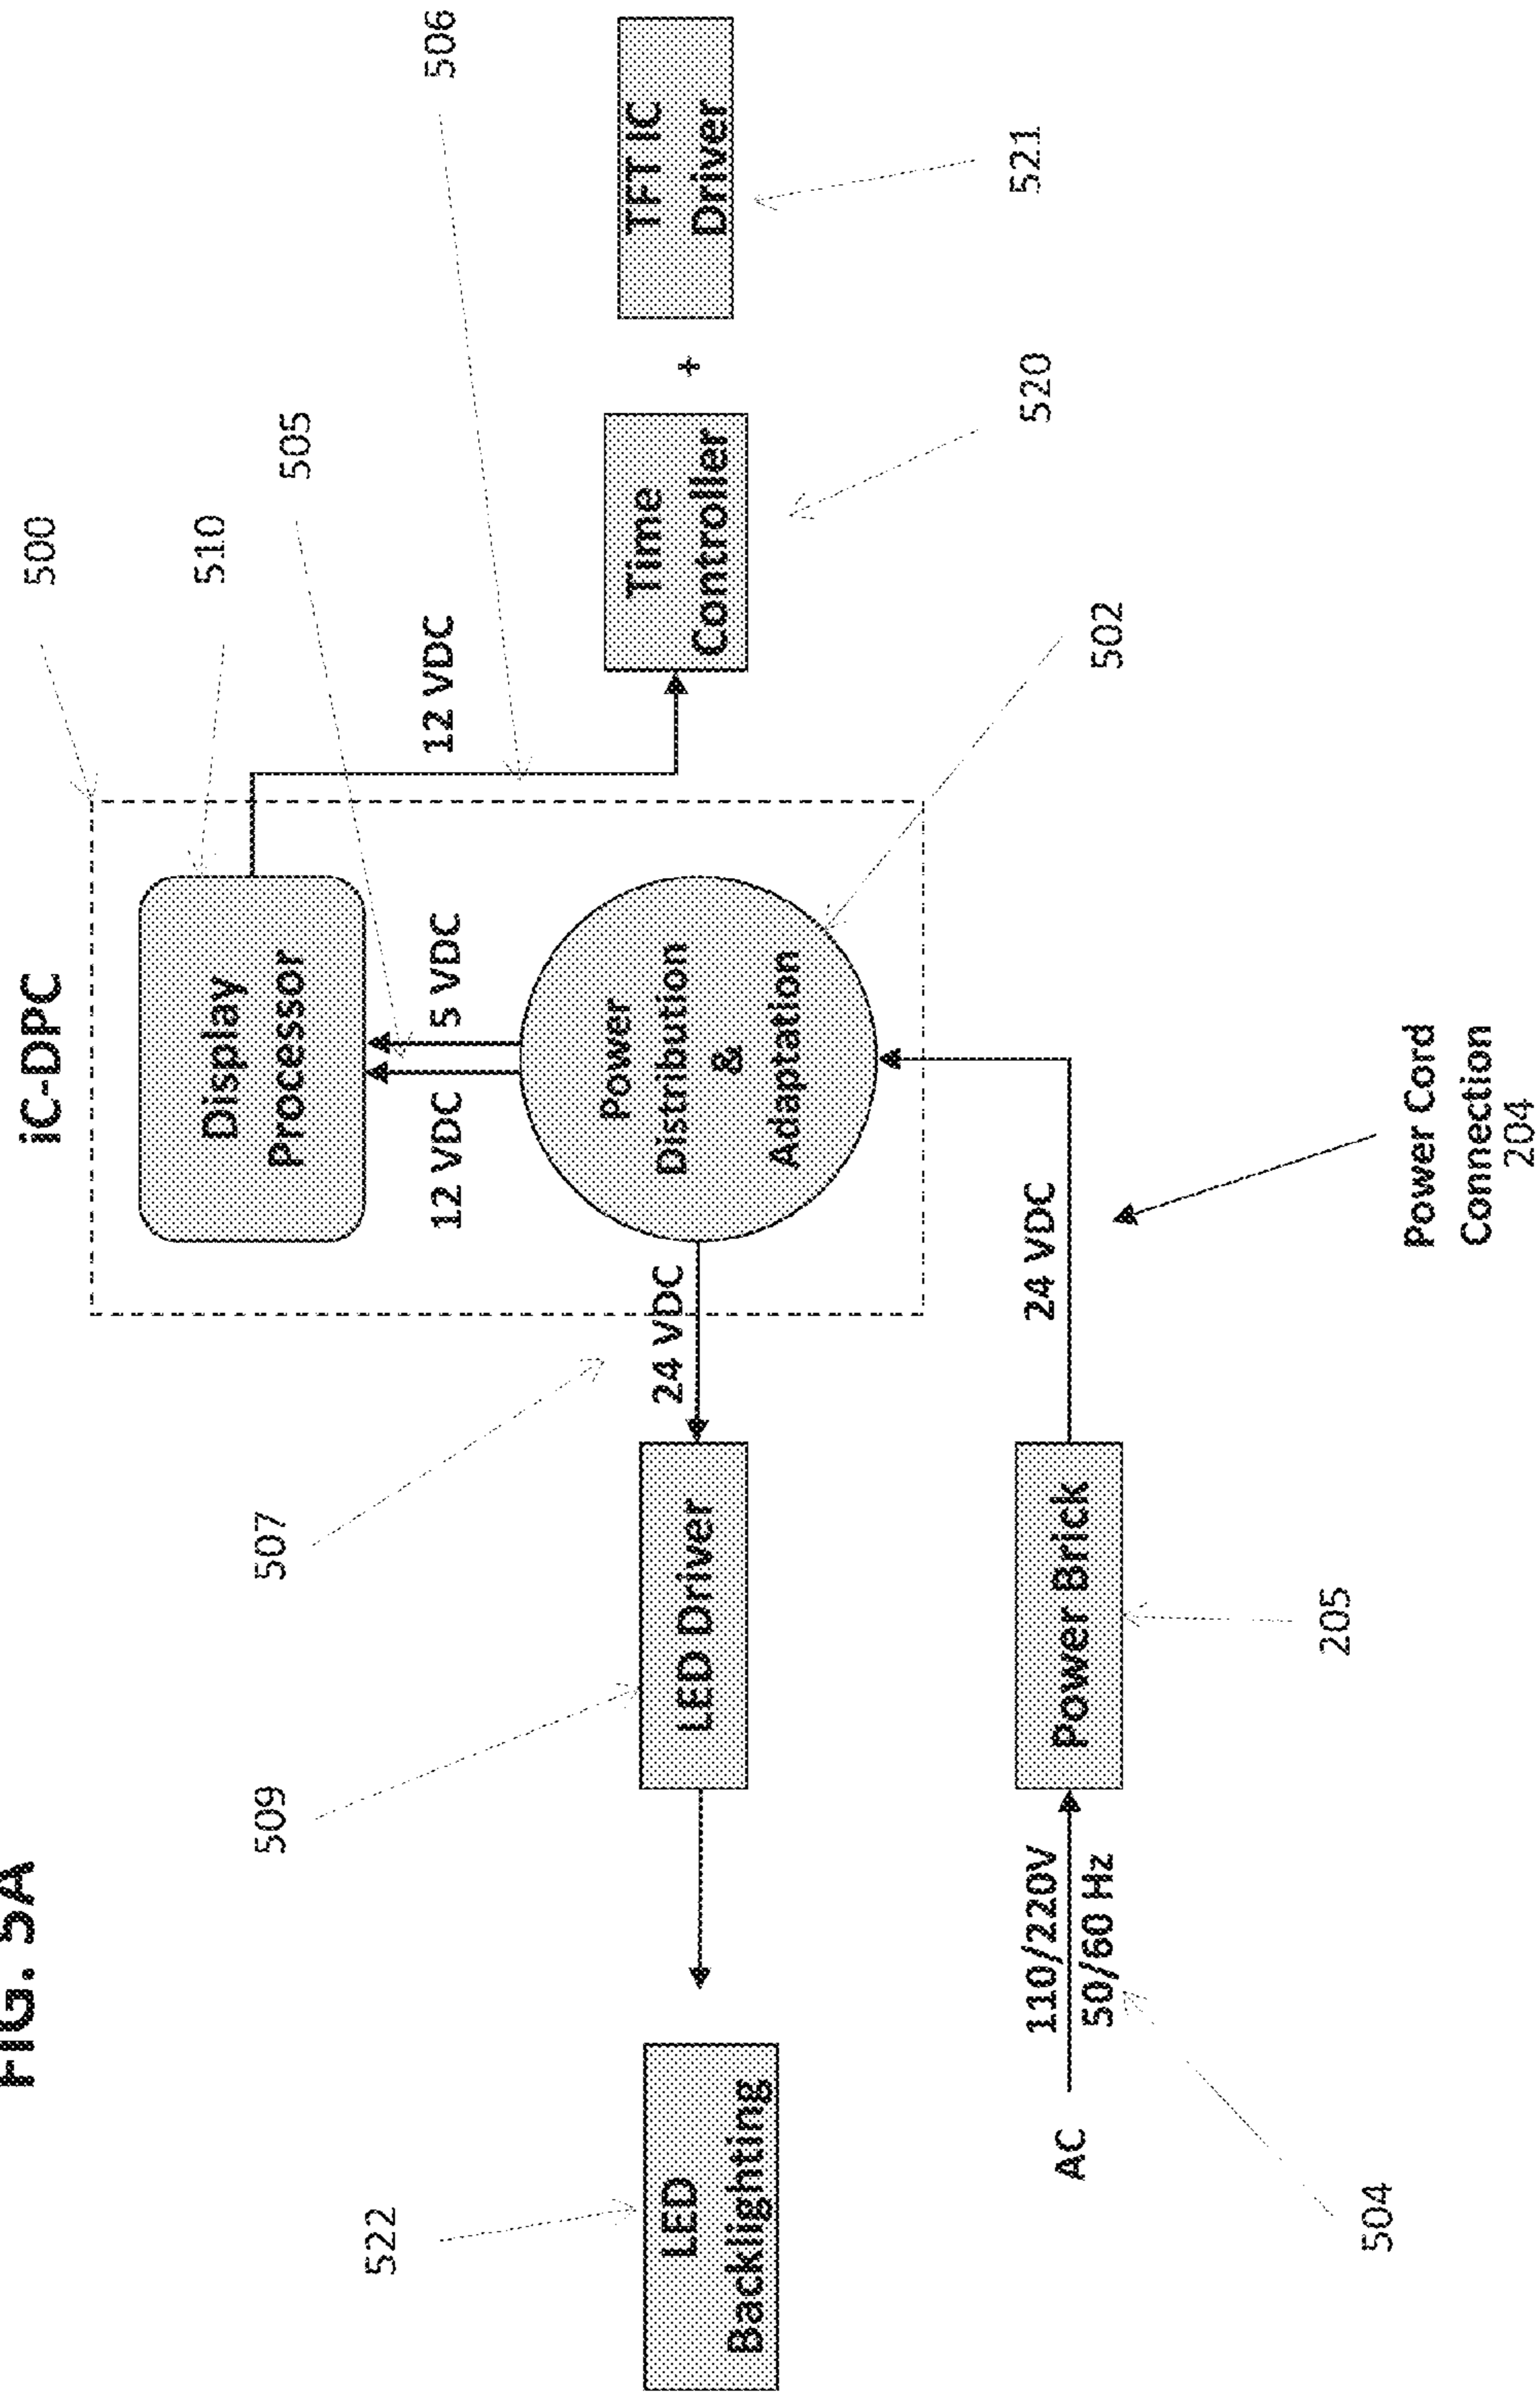 FIG. 5A
iC-DPC
500
510
Display
Processor
509
507
505
522
12 VDC
5 VDC
12 VDC
506
LED
Backlighting
LED Driver
24 VDC
Power
Distribution
&
Adaptation
Time
Controller
+
TFT IC
Driver
AC
110/220V
50/60 Hz
Power Brick
24 VDC
502
520
521
504
205
Power Cord
Connection
204